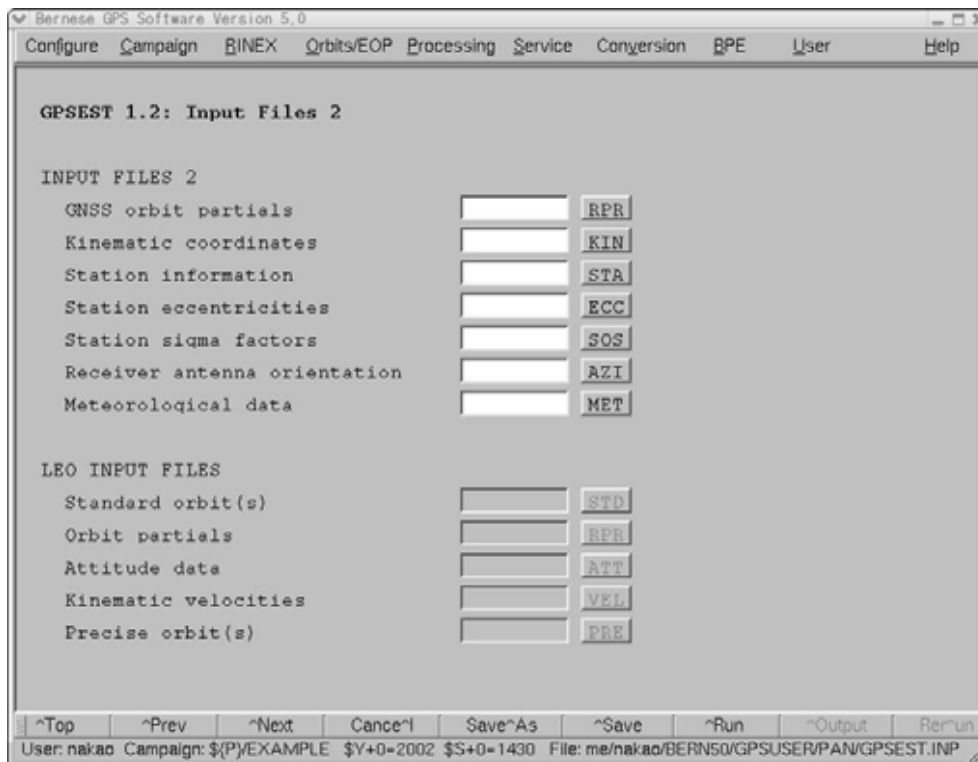 Bernese GPS Software Version 5.0
Configure Campaign RINEX Orbits/EOP Processing Service Conversion BPE User Help
GPSEST 1.2: Input Files 2
INPUT FILES 2
GNSS orbit partials RPR
Kinematic coordinates KIN
Station information STA
Station eccentricities ECC
Station sigma factors SOS
Receiver antenna orientation AZI
Meteorological data MET
LEO INPUT FILES
Standard orbit(s) STD
Orbit partials RPR
Attitude data ATT
Kinematic velocities VEL
Precise orbit(s) PRE
^Top ^Prev ^Next Cance^l Save^As ^Save ^Run ^Output Rer^un
User: nakao Campaign: ${P}/EXAMPLE $Y+0=2002 $S+0=1430 File: me/nakao/BERN50/GPSUSER/PAN/GPSEST.INP